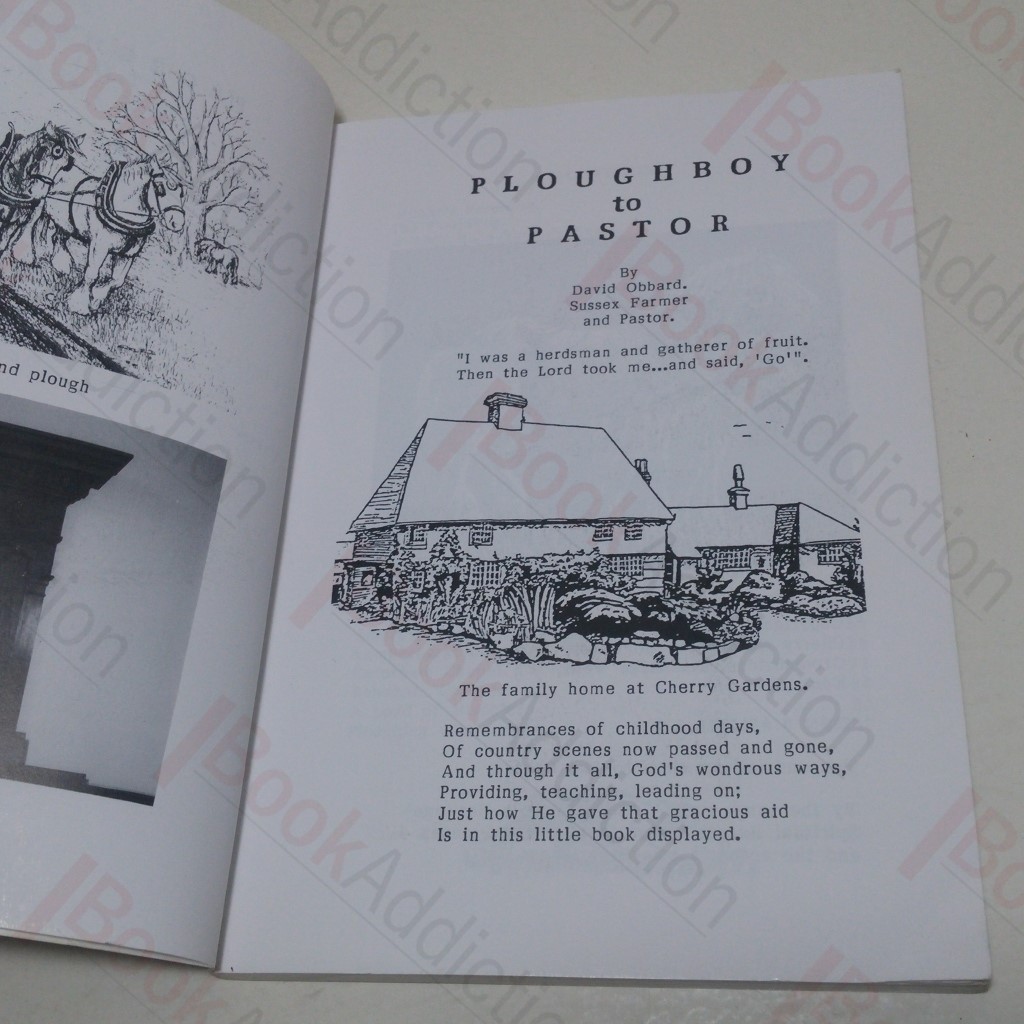 nd plough
PLOUGHBOY
to
PASTOR
By
David Obbard.
Sussex Farmer
and Pastor.
"I was a herdsman and gatherer of fruit.
Then the Lord took me...and said, 'Go'".
The family home at Cherry Gardens.
Remembrances of childhood days,
Of country scenes now passed and gone,
And through it all, God's wondrous ways,
Providing, teaching, leading on;
Just how He gave that gracious aid
Is in this little book displayed.
BookAddiction